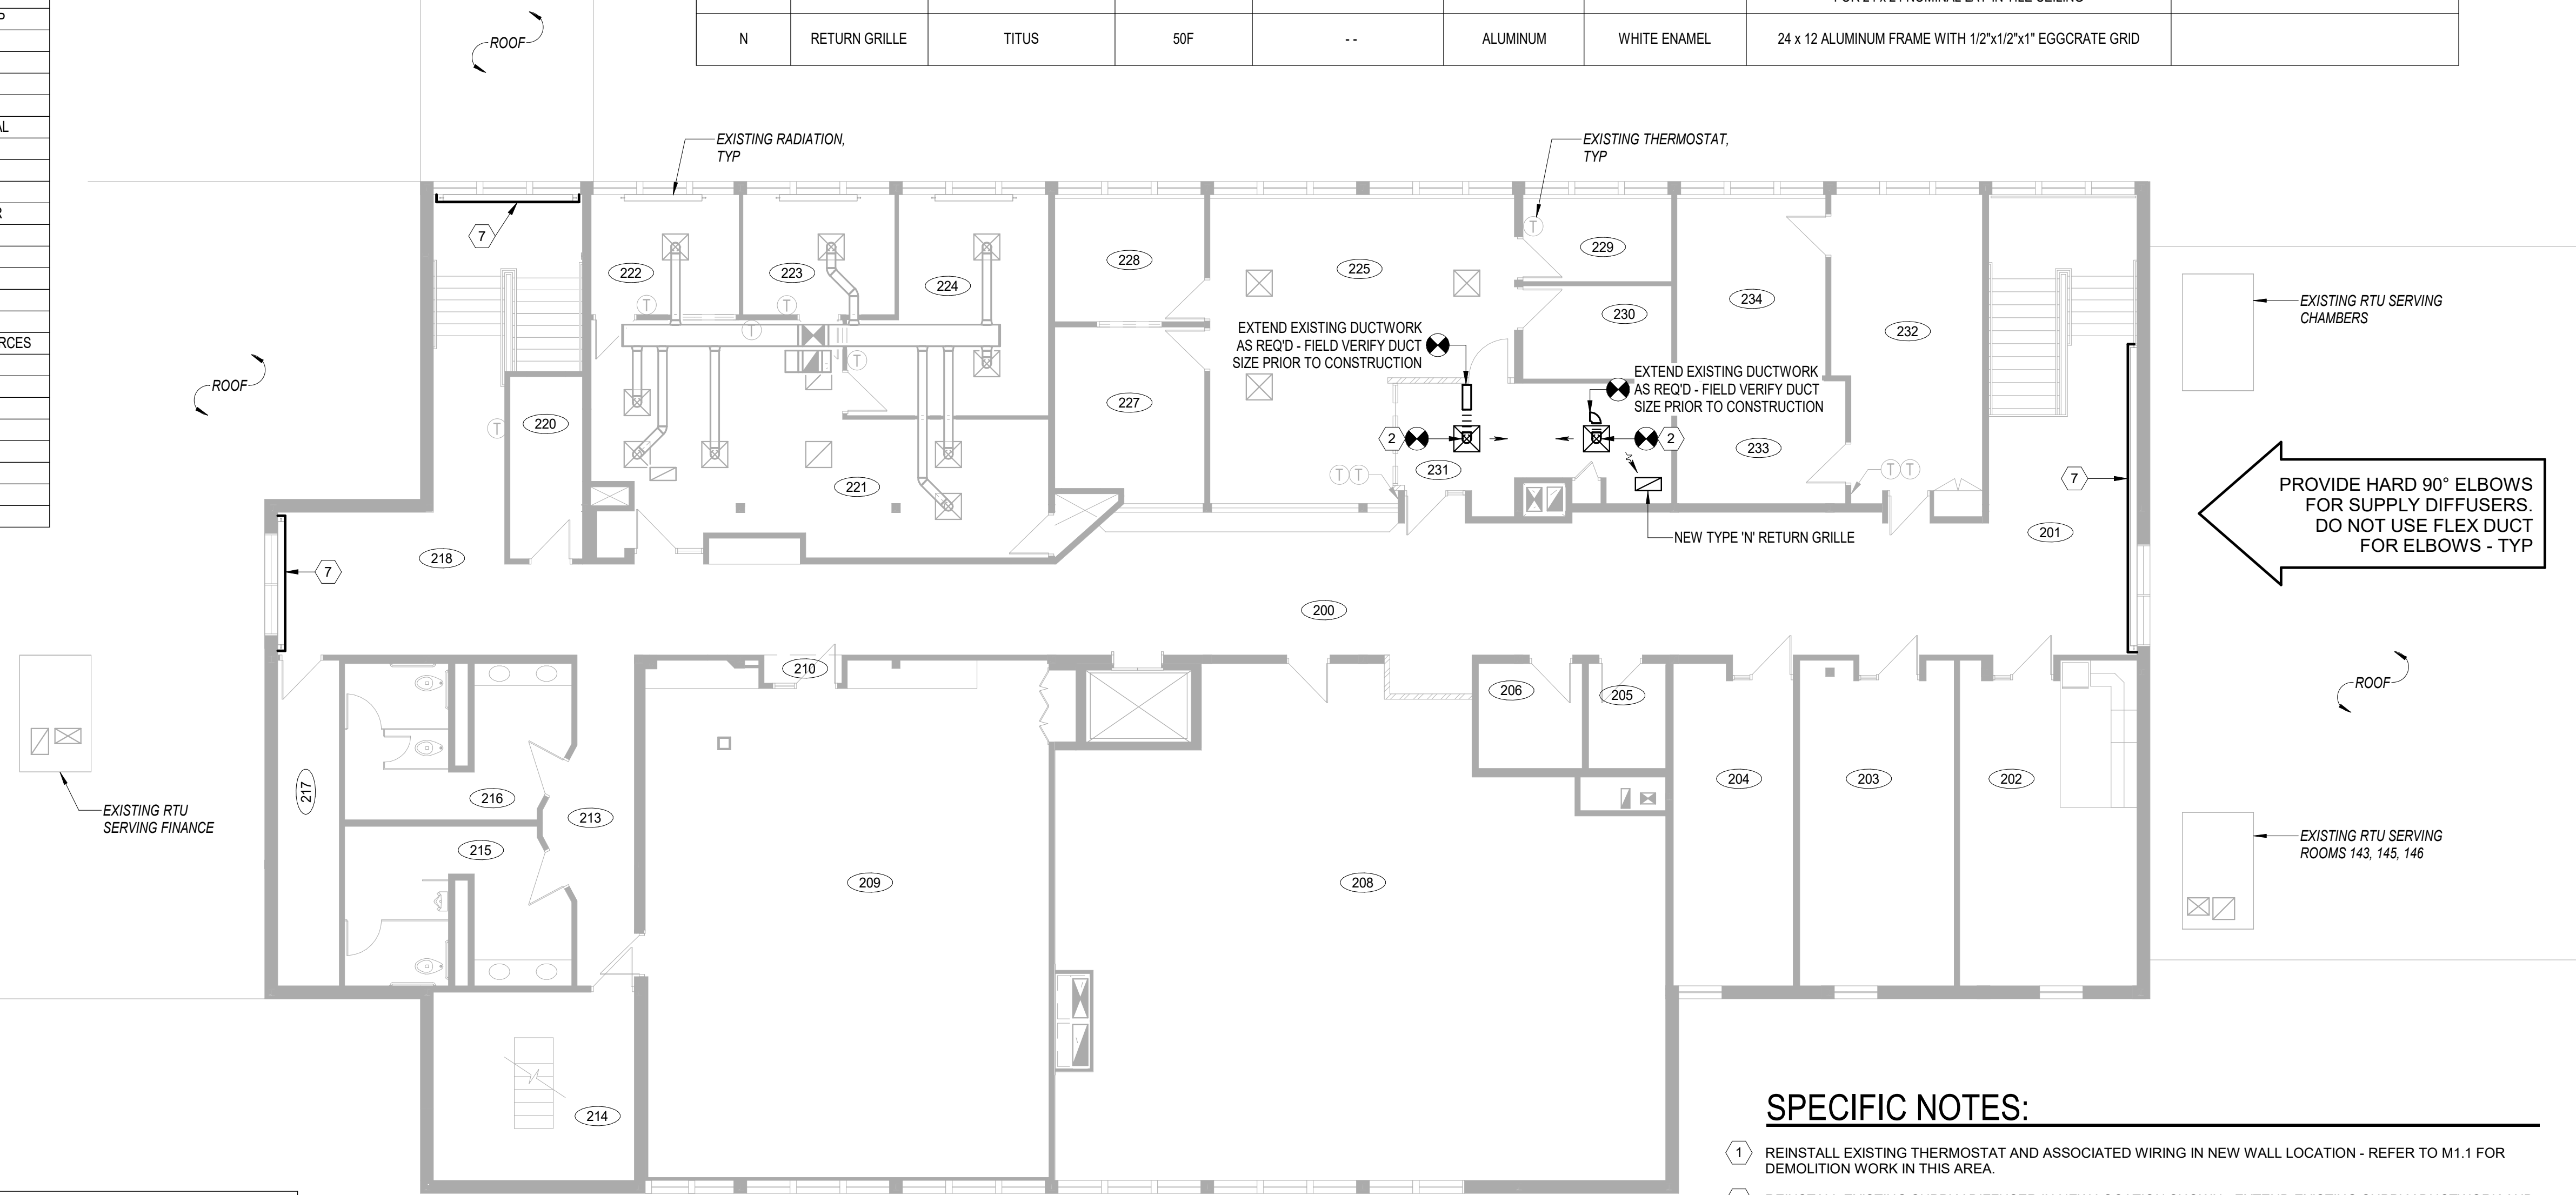 P
AL
R
RCES
N RETURN GRILLE TITUS 50F - - ALUMINUM WHITE ENAMEL 24 x 12 ALUMINUM FRAME WITH 1/2"x1/2"x1" EGGCRATE GRID
ROOF
EXISTING RADIATION,
TYP
EXISTING THERMOSTAT,
TYP
7
T
222
223
224
228
225
229
234
230
232
T
T
T
T
EXISTING RTU SERVING
CHAMBERS
EXTEND EXISTING DUCTWORK
AS REQ'D - FIELD VERIFY DUCT
SIZE PRIOR TO CONSTRUCTION
EXTEND EXISTING DUCTWORK
AS REQ'D - FIELD VERIFY DUCT
SIZE PRIOR TO CONSTRUCTION
ROOF
T
220
227
2
2
233
231
T T
T T
221
7
201
PROVIDE HARD 90° ELBOWS
FOR SUPPLY DIFFUSERS.
DO NOT USE FLEX DUCT
FOR ELBOWS - TYP
NEW TYPE 'N' RETURN GRILLE
218
7
200
210
206
205
ROOF
217
216
213
204
203
202
EXISTING RTU
SERVING FINANCE
215
209
208
EXISTING RTU SERVING
ROOMS 143, 145, 146
214
SPECIFIC NOTES:
1 REINSTALL EXISTING THERMOSTAT AND ASSOCIATED WIRING IN NEW WALL LOCATION - REFER TO M1.1 FOR
DEMOLITION WORK IN THIS AREA.